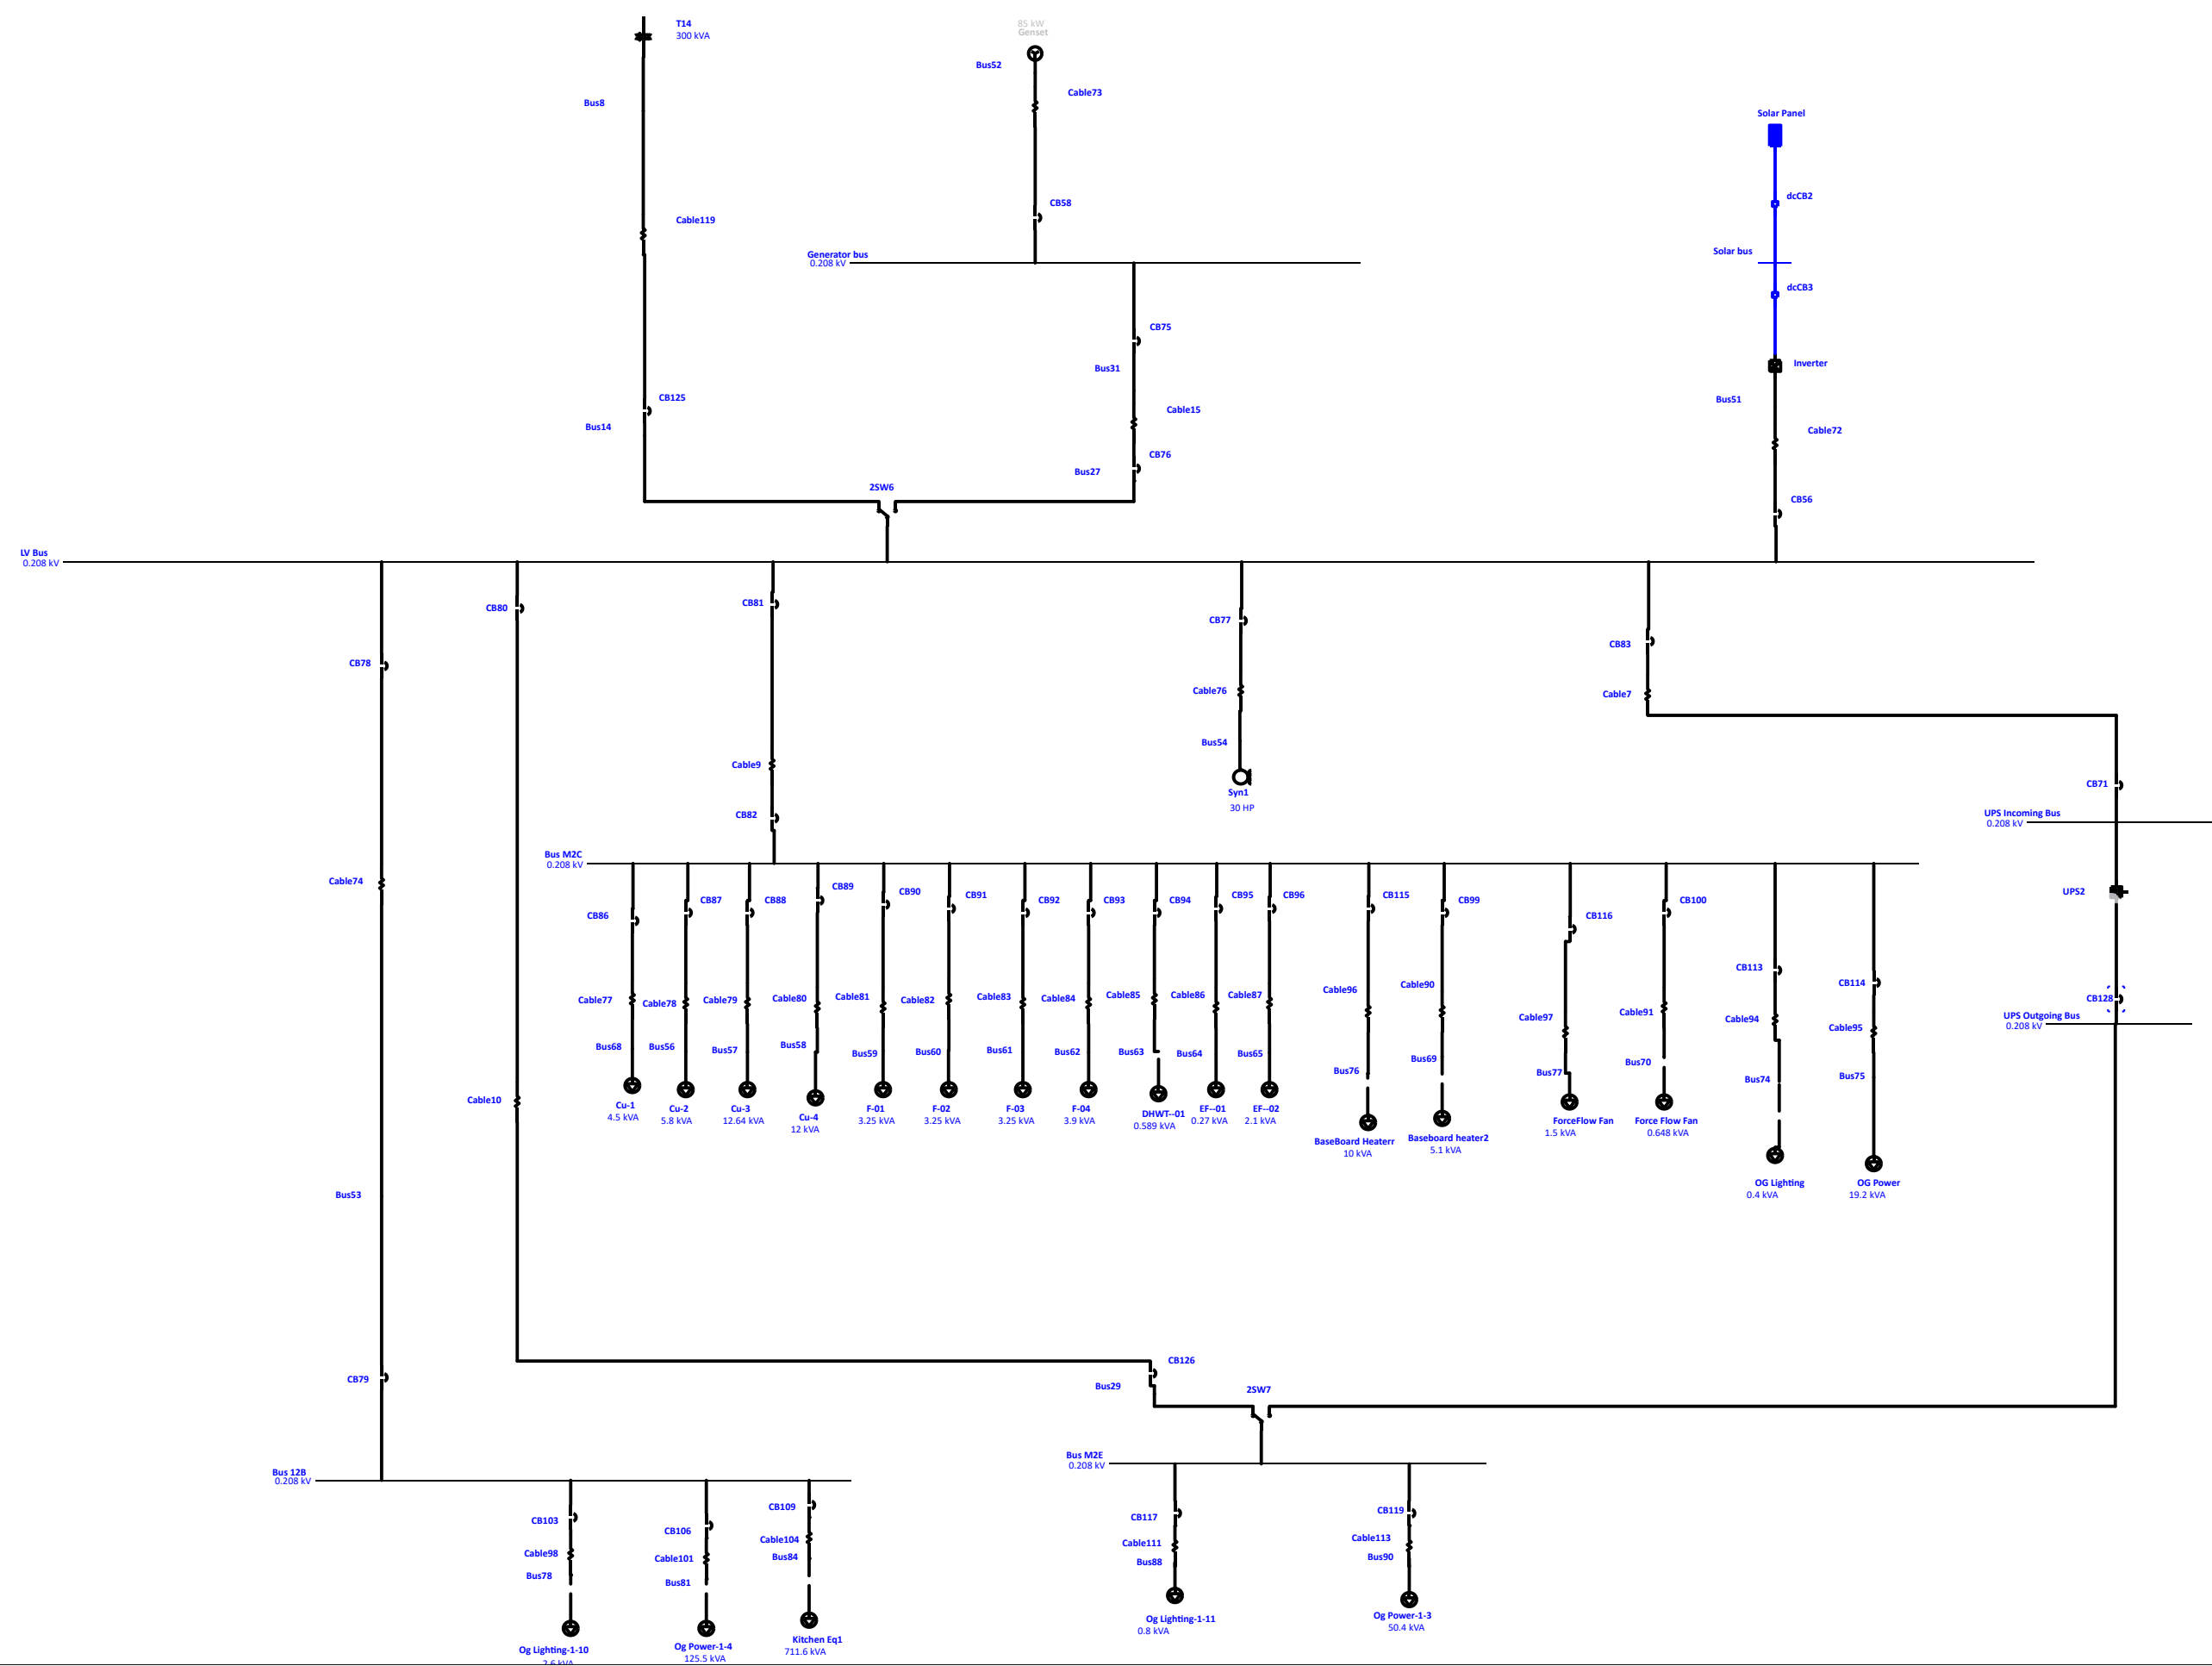 T14
300 kVA
85 kW
Genset
Bus52
Cable73
Bus8
Solar Panel
dcCB2
CB58
Cable119
Generator bus
0.208 kV
Solar bus
dcCB3
CB75
Inverter
Bus31
CB125
Bus51
Cable15
Bus14
Cable72
CB76
Bus27
2SW6
CB56
LV Bus
0.208 kV
CB80
CB81
CB77
CB83
CB78
Cable76
Cable7
Bus54
Cable9
CB71
Syn1
30 HP
CB82
UPS Incoming Bus
0.208 kV
Bus M2C
0.208 kV
Cable74
UPS2
CB86
CB87
CB88
CB89
CB90
CB91
CB92
CB93
CB94
CB95
CB96
CB115
CB99
CB116
CB100
CB113
CB114
CB128
UPS Outgoing Bus
0.208 kV
Cable77
Cable78
Cable79
Cable80
Cable81
Cable82
Cable83
Cable84
Cable85
Cable86
Cable87
Cable96
Cable90
Cable97
Cable91
Cable94
Cable95
Bus68
Bus56
Bus57
Bus58
Bus59
Bus60
Bus61
Bus62
Bus63
Bus64
Bus65
Bus76
Bus69
Bus77
Bus70
Bus74
Bus75
Cable10
Cu-1
4.5 kVA
Cu-2
5.8 kVA
Cu-3
12.64 kVA
Cu-4
12 kVA
F-01
3.25 kVA
F-02
3.25 kVA
F-03
3.25 kVA
F-04
3.9 kVA
DHWT--01
0.589 kVA
EF--01
0.27 kVA
EF--02
2.1 kVA
BaseBoard Heaterr
10 kVA
Baseboard heater2
5.1 kVA
ForceFlow Fan
1.5 kVA
Force Flow Fan
0.648 kVA
OG Lighting
0.4 kVA
OG Power
19.2 kVA
Bus53
CB79
CB126
Bus29
2SW7
Bus 12B
0.208 kV
Bus M2E
0.208 kV
CB103
CB106
CB109
CB117
CB119
Cable98
Cable101
Cable104
Cable111
Cable113
Bus78
Bus81
Bus84
Bus88
Bus90
Og Lighting-1-10
2.6 kVA
Og Power-1-4
125.5 kVA
Kitchen Eq1
711.6 kVA
Og Lighting-1-11
0.8 kVA
Og Power-1-3
50.4 kVA